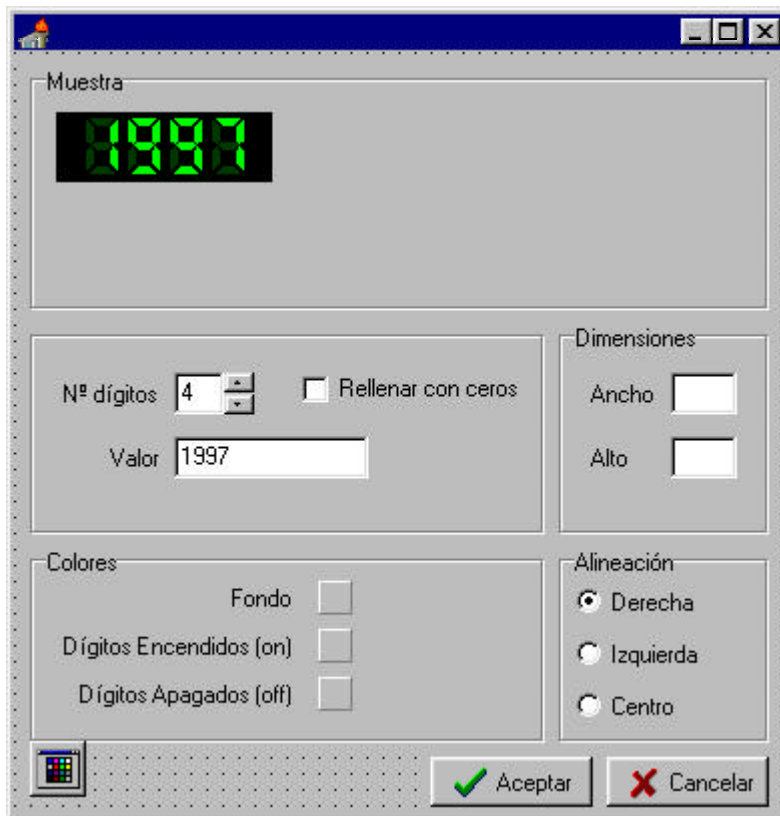 Muestra
1997
Dimensiones
Nº dígitos 4 Rellenar con ceros
Ancho
Valor 1997
Alto
Colores
Alineación
Fondo
Derecha
Dígitos Encendidos (on)
Izquierda
Dígitos Apagados (off)
Centro
Aceptar
Cancelar